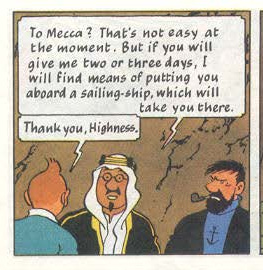 To Mecca? That's not easy at
the moment. But if you will
give me two or three days, I
will find means of putting you
aboard a sailing-ship, which will
take you there.
Thank you, Highness.